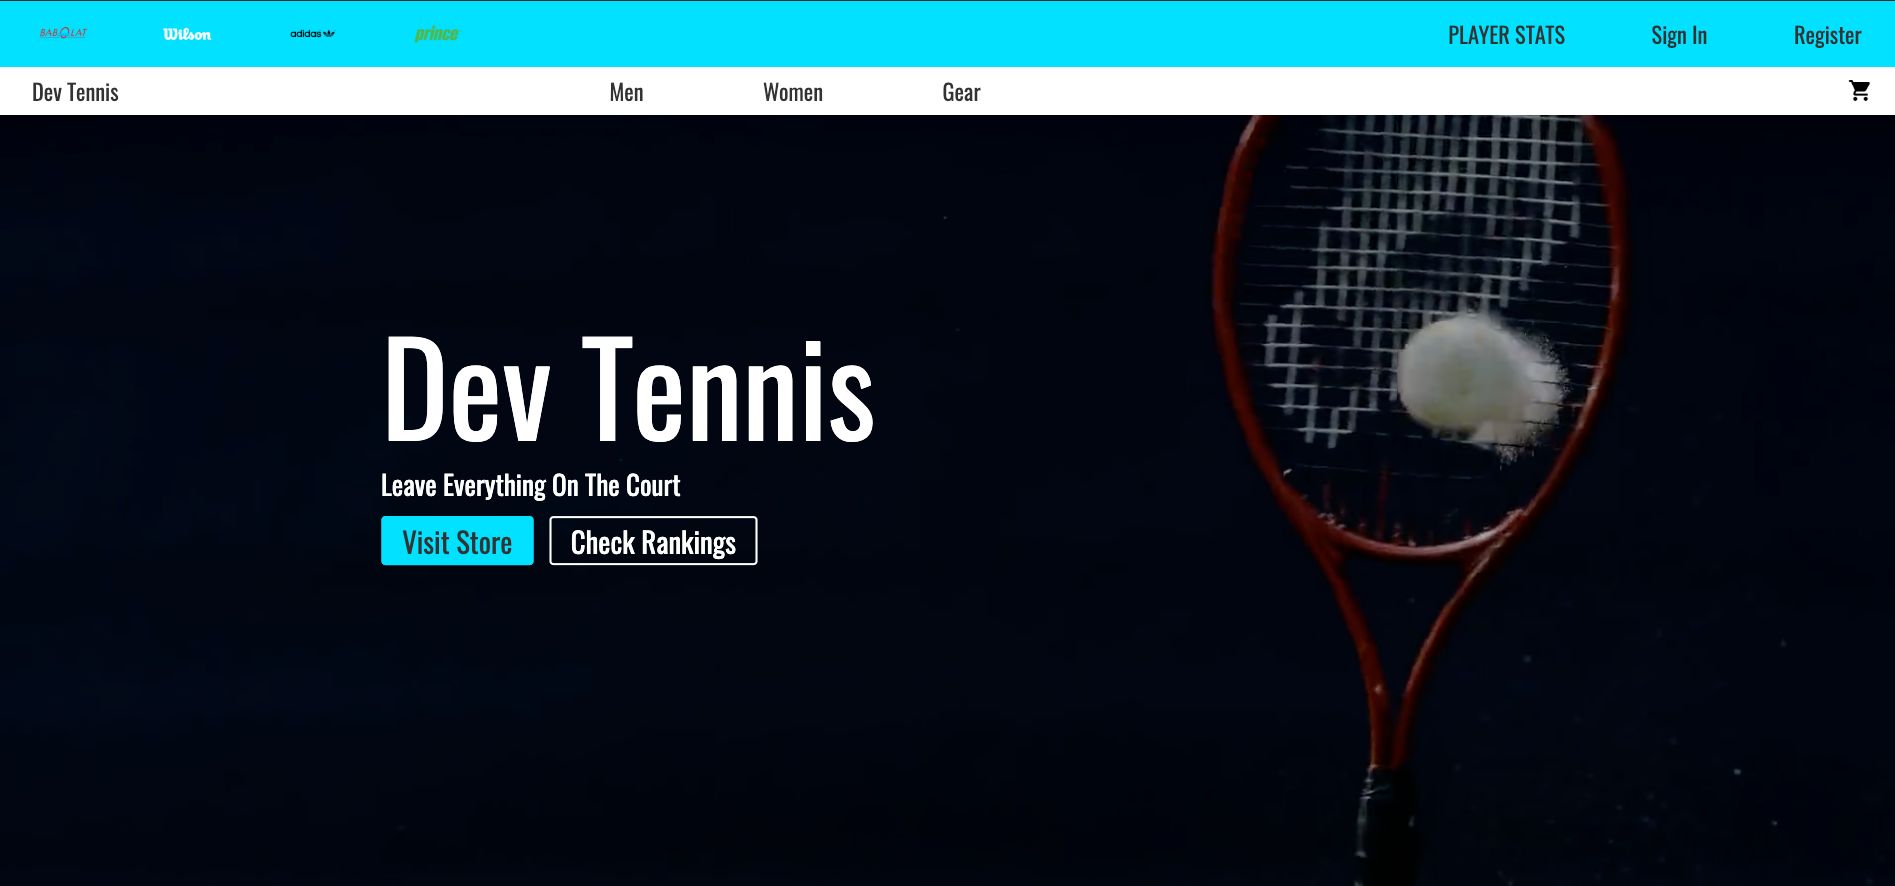 BABOLAT Wilson adidas prince PLAYER STATS Sign In Register
Dev Tennis Men Women Gear
Dev Tennis
Leave Everything On The Court
Visit Store Check Rankings